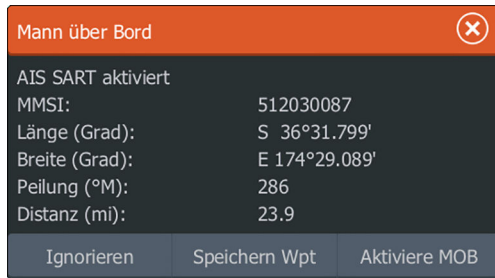 Mann über Bord
AIS SART aktiviert
MMSI: 512030087
Länge (Grad): S 36°31.799'
Breite (Grad): E 174°29.089'
Peilung (°M): 286
Distanz (mi): 23.9
Ignorieren Speichern Wpt Aktiviere MOB